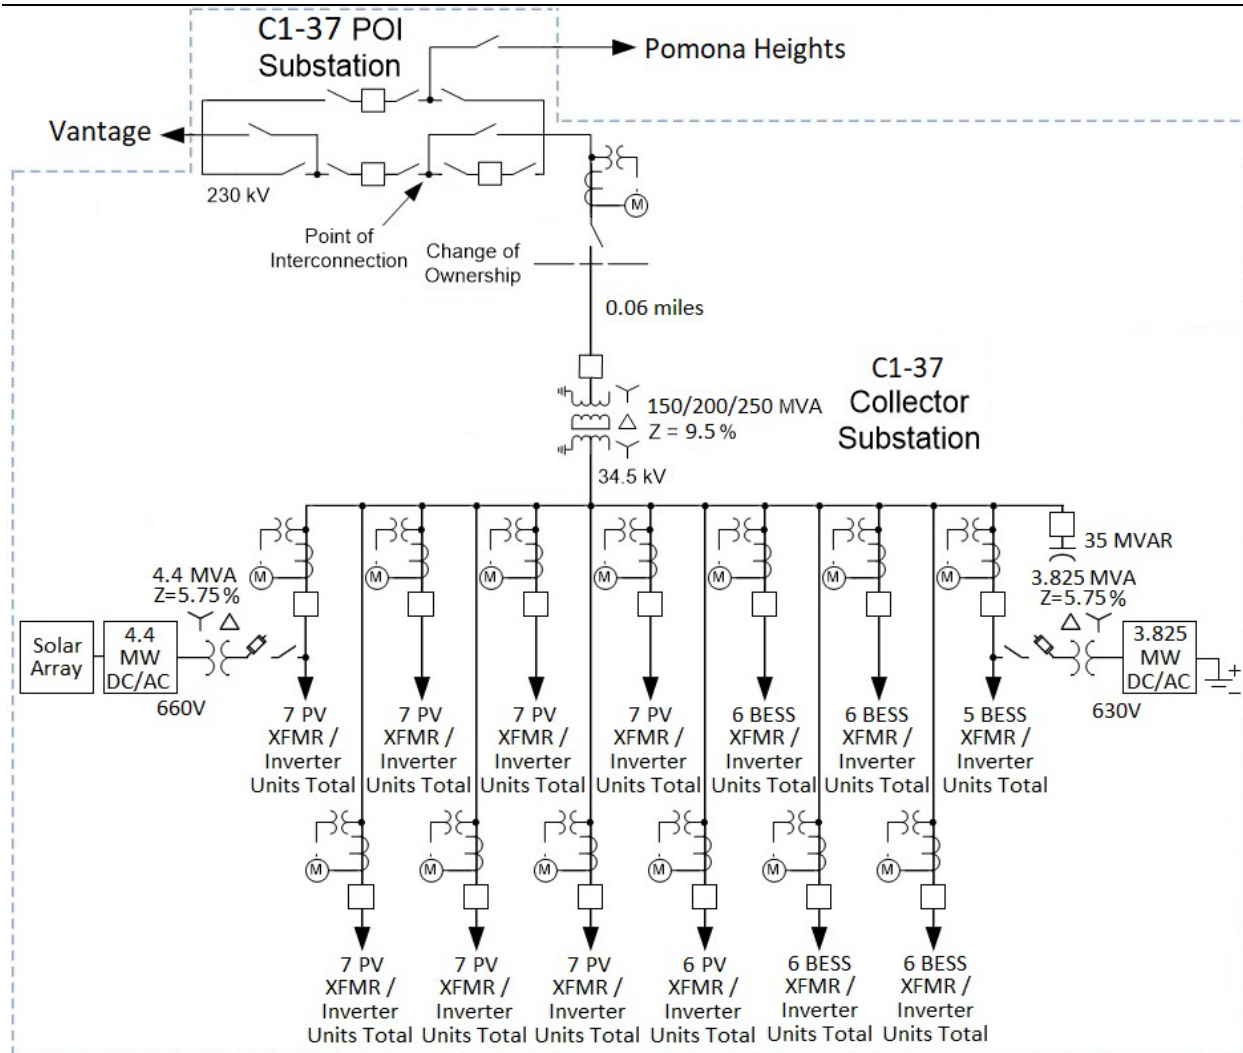 C1-37 POI
Substation
Pomona Heights
Vantage
230 kV
Point of
Interconnection
Change of
Ownership
M
0.06 miles
C1-37
Collector
Substation
150/200/250 MVA
Z = 9.5%
34.5 kV
35 MVAR
4.4 MVA
Z=5.75%
3.825 MVA
Z=5.75%
M
M
M
M
M
M
M
Solar
Array
4.4
MW
DC/AC
660V
3.825
MW
DC/AC
630V
+
−
7 PV
XFMR /
Inverter
Units Total
7 PV
XFMR /
Inverter
Units Total
7 PV
XFMR /
Inverter
Units Total
7 PV
XFMR /
Inverter
Units Total
6 BESS
XFMR /
Inverter
Units Total
6 BESS
XFMR /
Inverter
Units Total
5 BESS
XFMR /
Inverter
Units Total
M
M
M
M
M
M
7 PV
XFMR /
Inverter
Units Total
7 PV
XFMR /
Inverter
Units Total
7 PV
XFMR /
Inverter
Units Total
6 PV
XFMR /
Inverter
Units Total
6 BESS
XFMR /
Inverter
Units Total
6 BESS
XFMR /
Inverter
Units Total